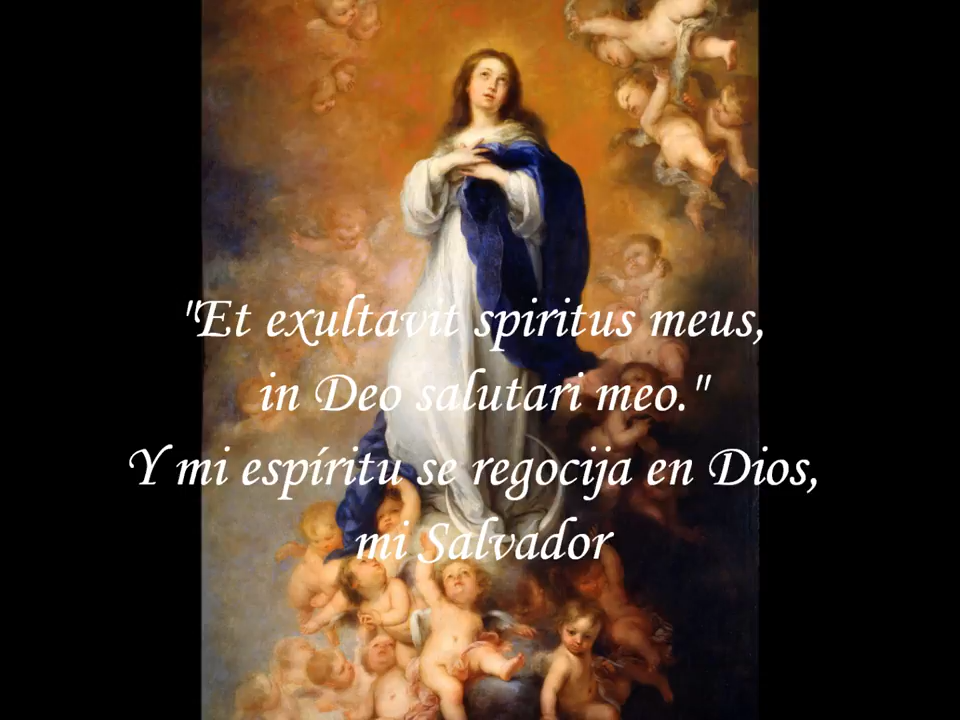 "Et exultavit spiritus meus,
in Deo salutari meo."
Y mi espíritu se regocija en Dios,
mi Salvador